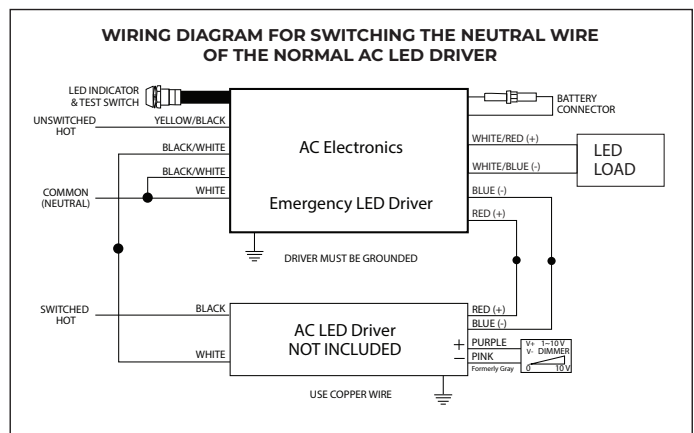 WIRING DIAGRAM FOR SWITCHING THE NEUTRAL WIRE
OF THE NORMAL AC LED DRIVER
LED INDICATOR
& TEST SWITCH
UNSWITCHED
HOT
YELLOW/BLACK
BLACK/WHITE
BLACK/WHITE
WHITE
COMMON
(NEUTRAL)
AC Electronics
Emergency LED Driver
BATTERY
CONNECTOR
WHITE/RED (+)
WHITE/BLUE (-)
LED
LOAD
BLUE (-)
RED (+)
DRIVER MUST BE GROUNDED
SWITCHED
HOT
BLACK
WHITE
AC LED Driver
NOT INCLUDED
RED (+)
BLUE (-)
+ PURPLE
− PINK
Formerly Gray
V+ 1~10 V
V- DIMMER
0 10 V
USE COPPER WIRE